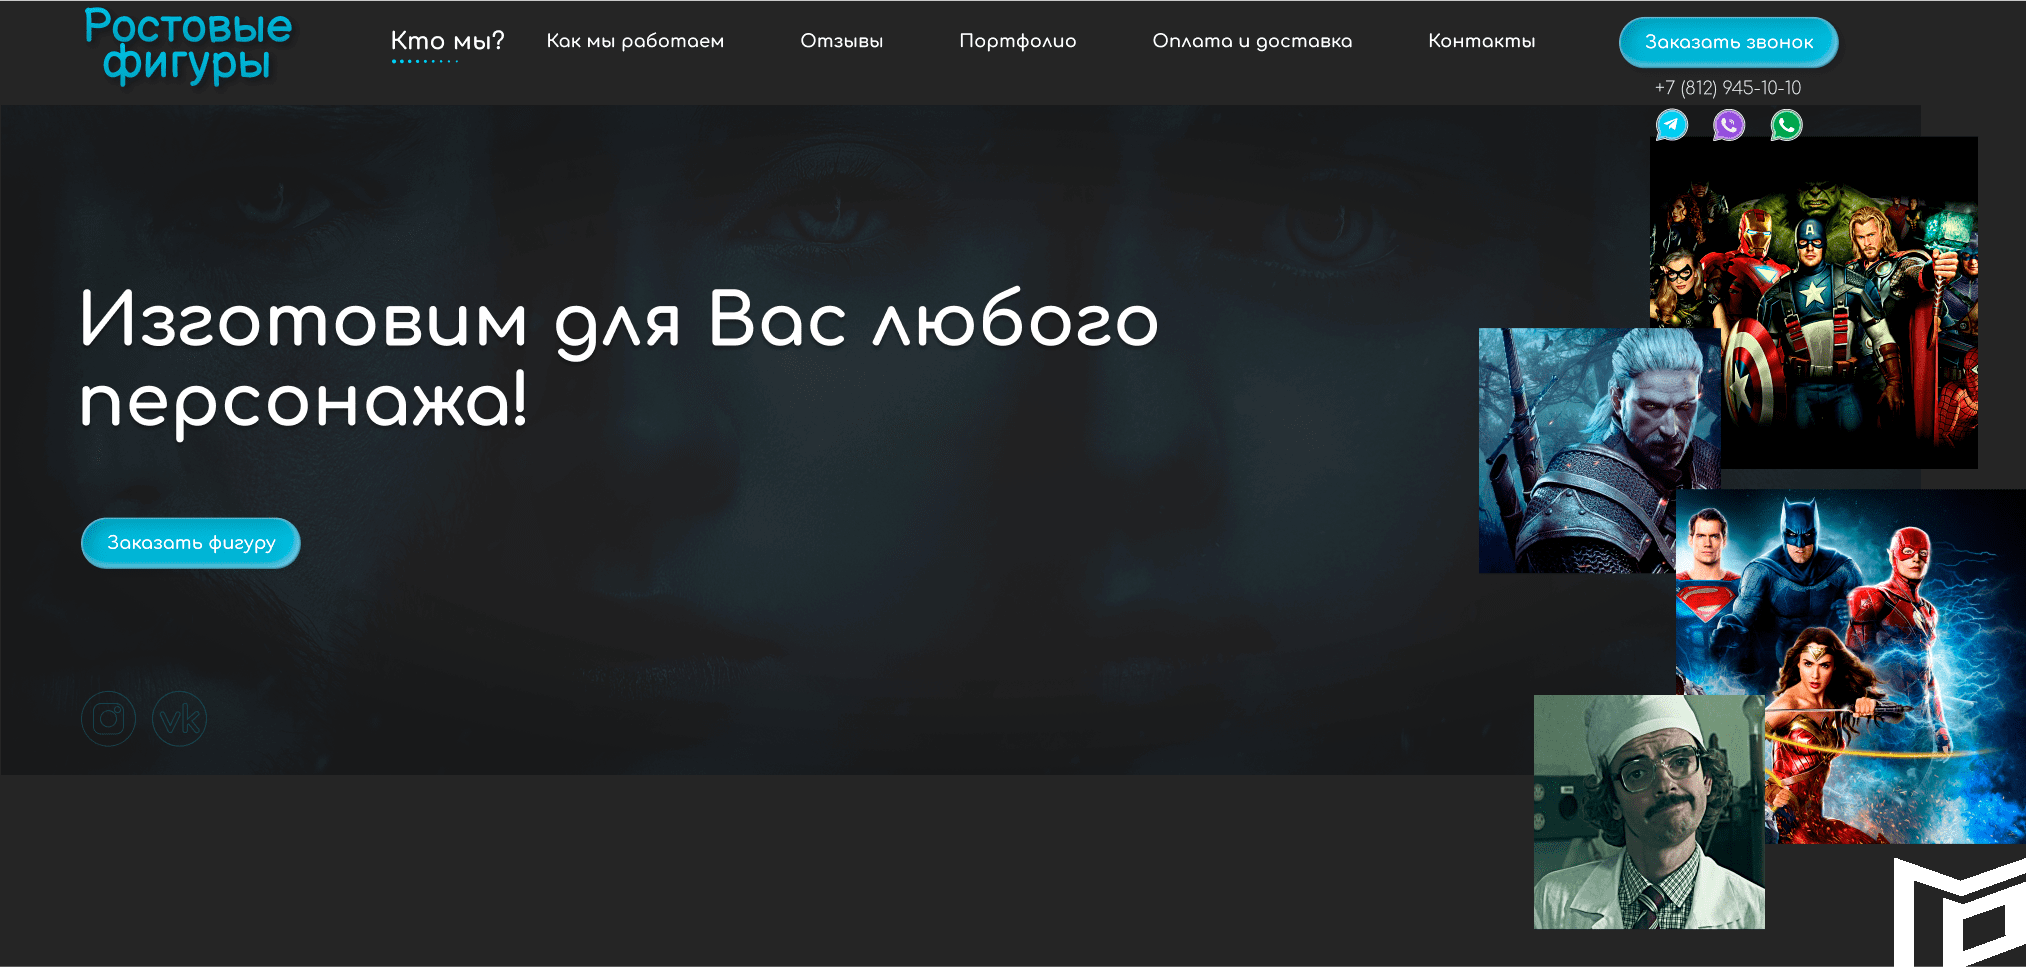 Ростовые
фигуры
Кто мы?
Как мы работаем
Отзывы
Портфолио
Оплата и доставка
Контакты
Заказать звонок
+7 (812) 945-10-10
Изготовим для Вас любого
персонажа!
Заказать фигуру
vk